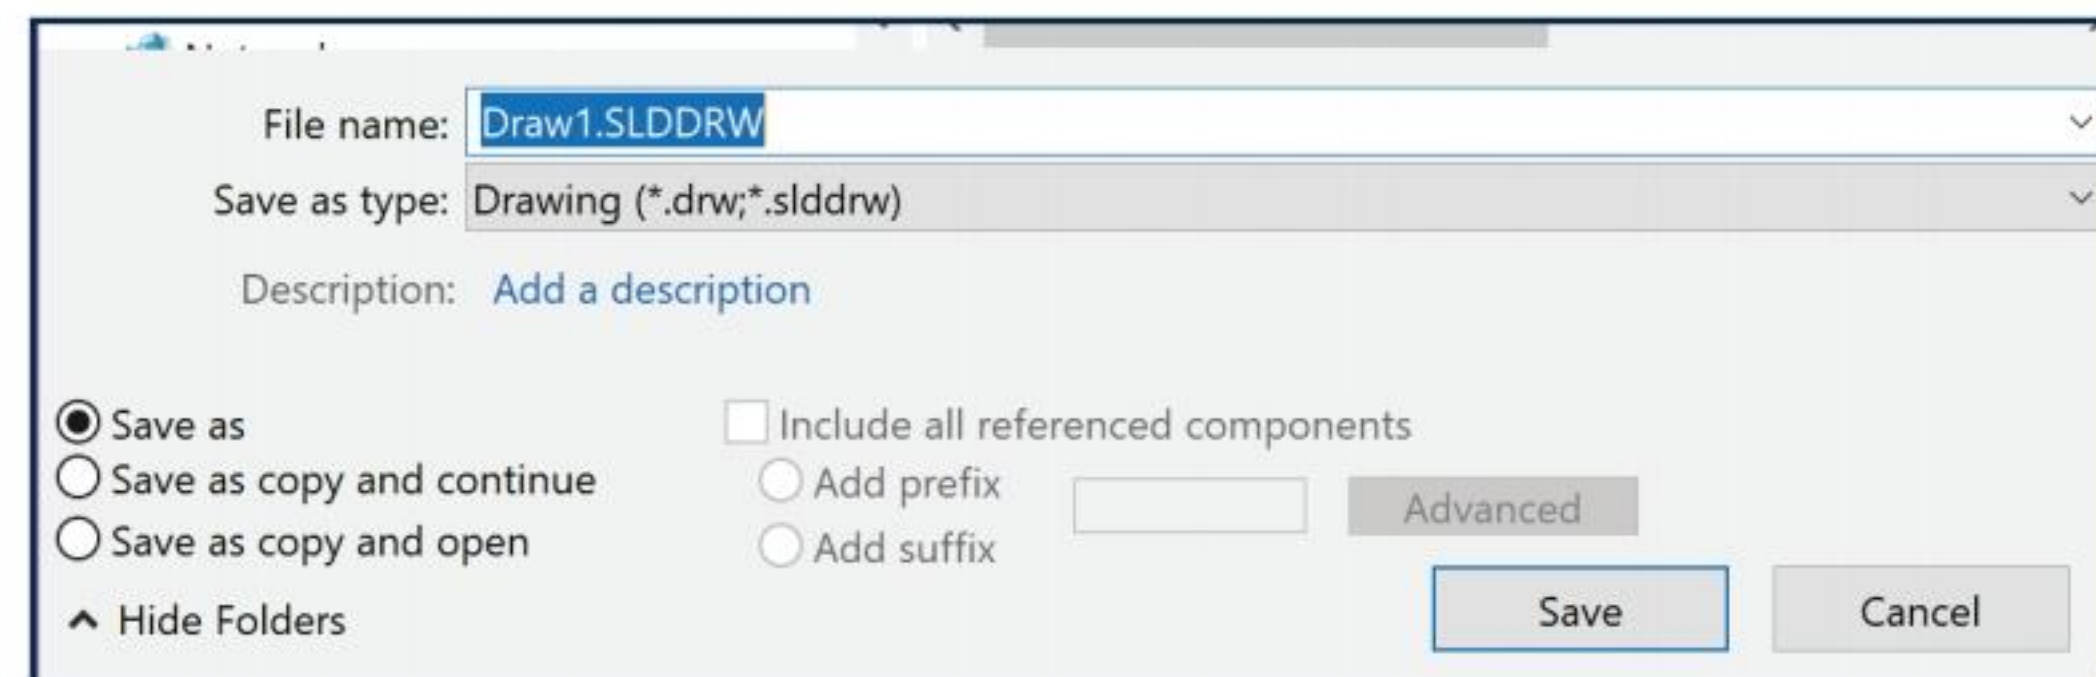 File name: Draw1.SLDDRW
Save as type: Drawing (*.drw;*.slddrw)
Description: Add a description
Save as
Include all referenced components
Save as copy and continue
Add prefix
Advanced
Save as copy and open
Add suffix
Hide Folders
Save
Cancel